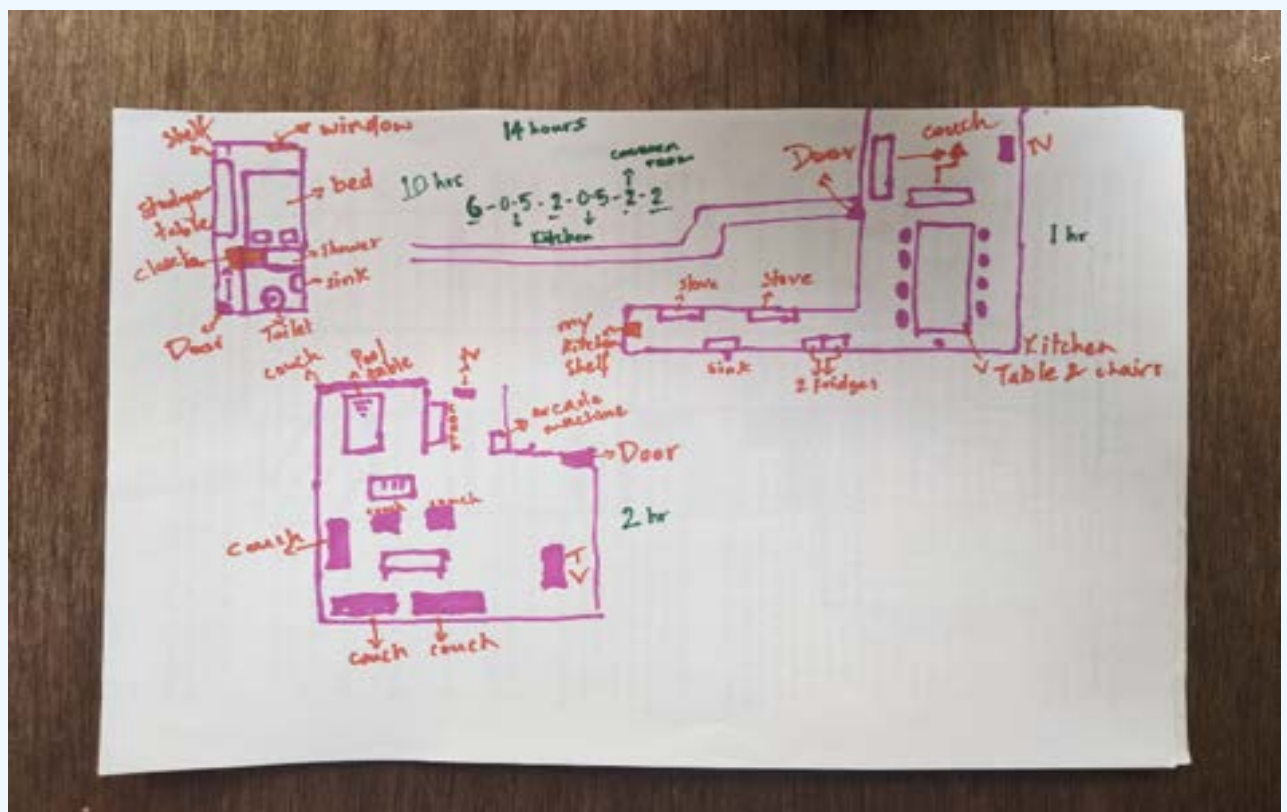 Shelf
window
14 hours
study
table
bed
10 hrs
common
room
6-0.5-2-0.5-2-2
Kitchen
closet
shower
sink
Door
Toilet
Door
couch
TV
1 hr
stove
stove
my
Kitchen
Shelf
sink
2 fridges
Kitchen
Table & chairs
couch
Pool
table
TV
couch
arcade
machine
Door
couch
couch
couch
TV
2 hr
couch
couch